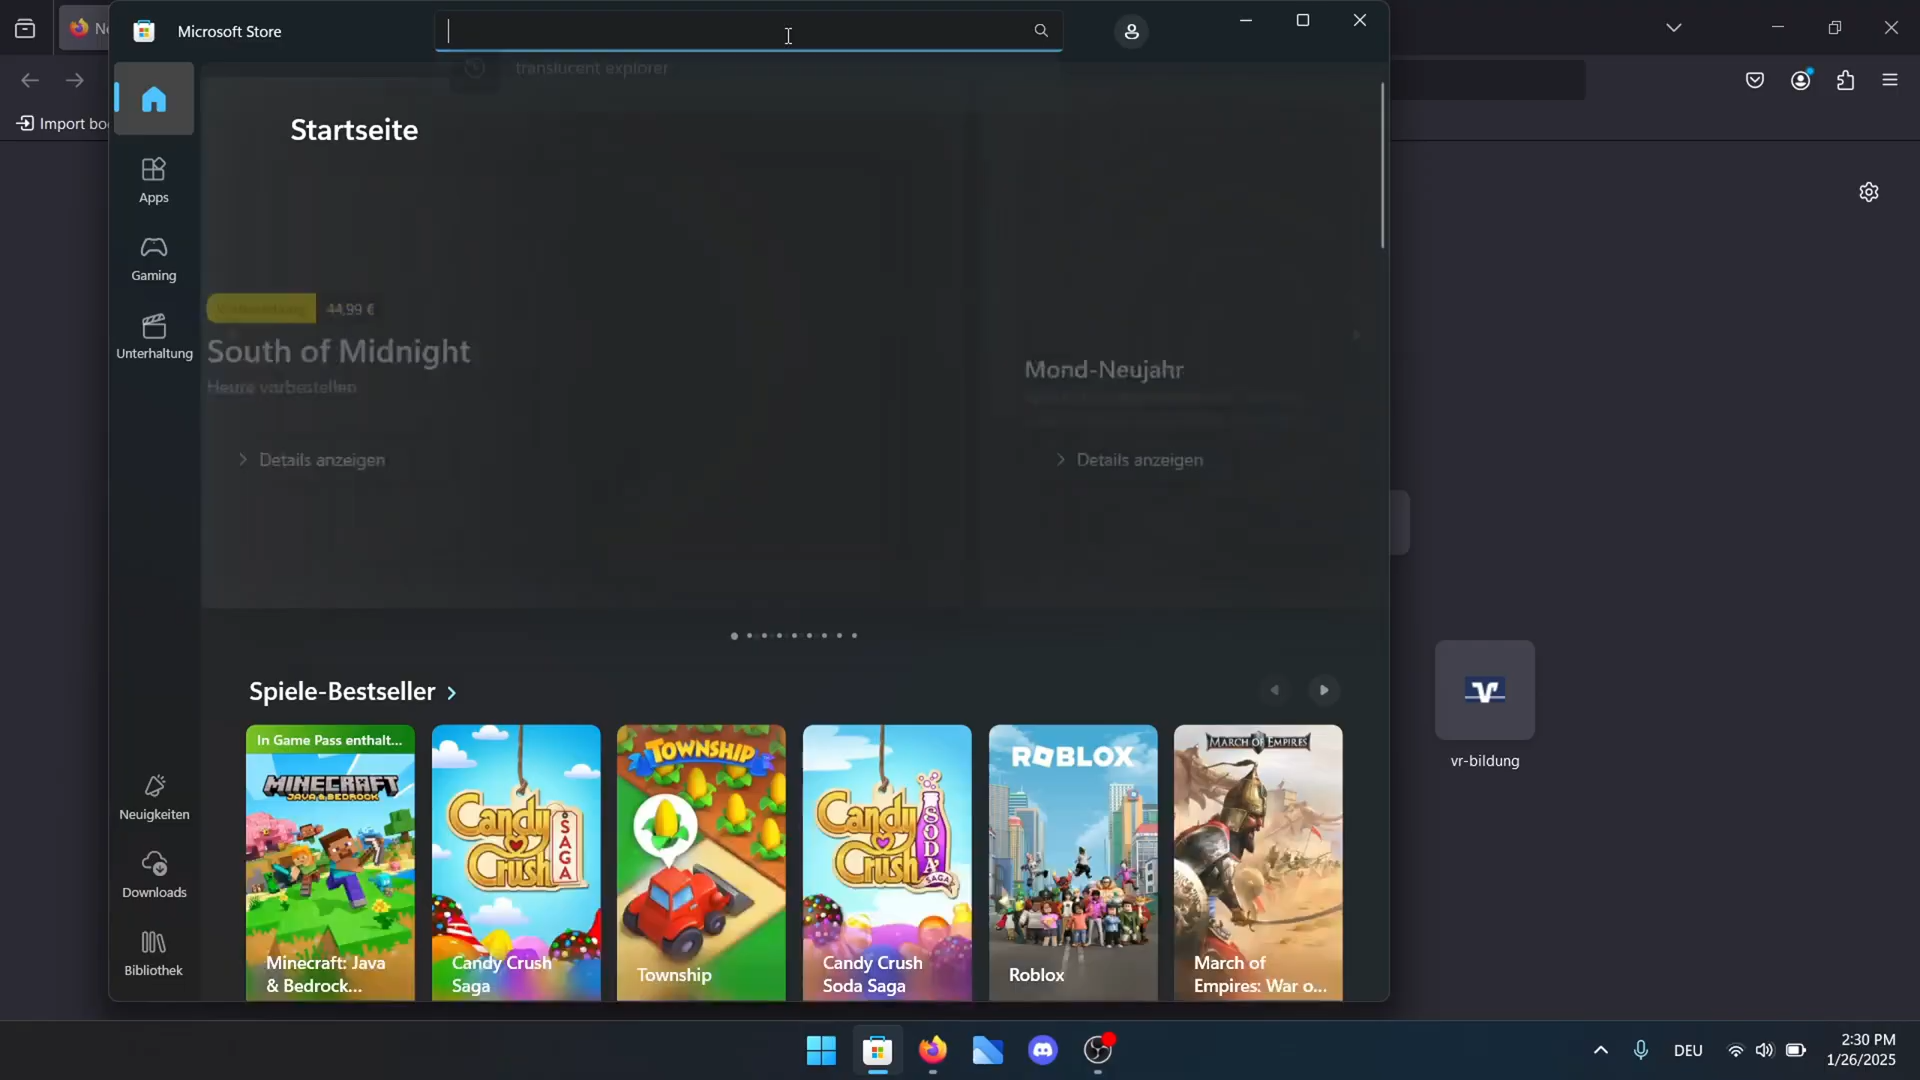 Ne
Microsoft Store
translucent explorer
Import boo
Startseite
Apps
Gaming
Unterhaltung
44,99 €
South of Midnight
Heute vorbestellen
Details anzeigen
Mond-Neujahr
Details anzeigen
Spiele-Bestseller
In Game Pass enthalt...
MINECRAFT
JAVA & BEDROCK
Minecraft: Java
& Bedrock...
Candy
Crush
SAGA
Candy Crush
Saga
TOWNSHIP
Township
Candy
Crush
SODA
SAGA
Candy Crush
Soda Saga
ROBLOX
Roblox
MARCH OF EMPIRES
March of
Empires: War o...
Neuigkeiten
Downloads
Bibliothek
vr-bildung
DEU
2:30 PM
1/26/2025